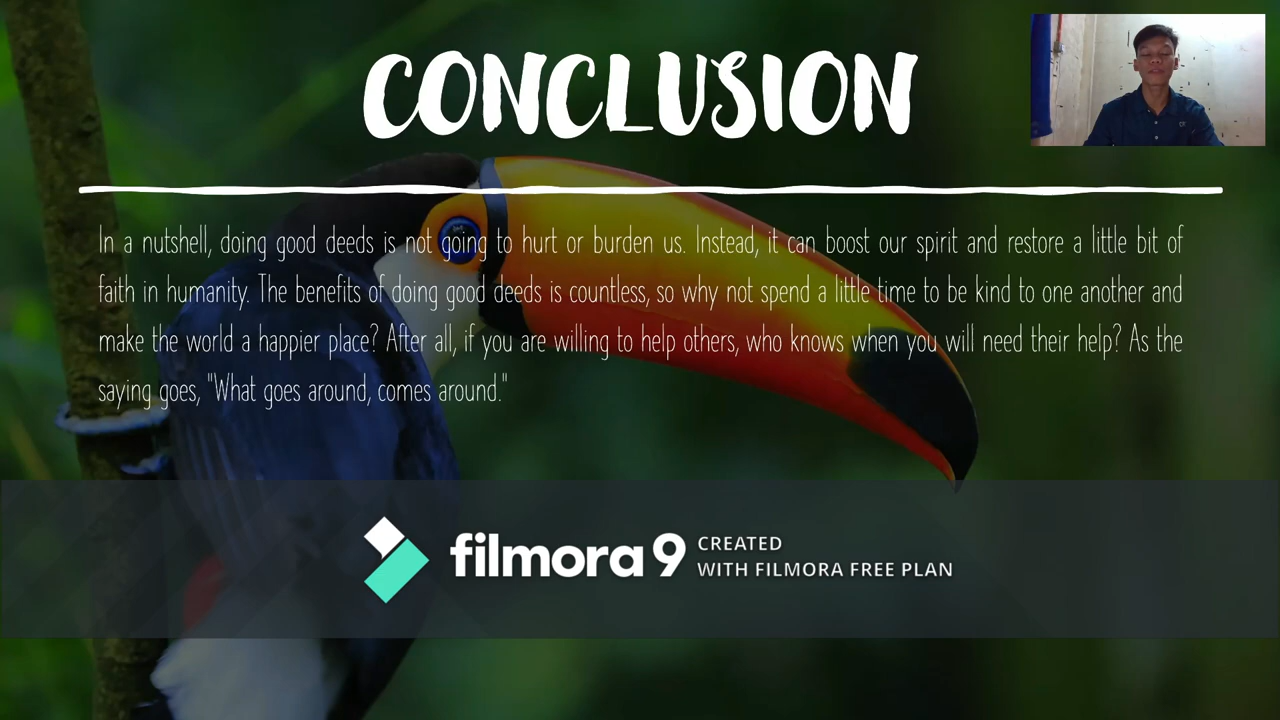 CONCLUSION
In a nutshell, doing good deeds is not going to hurt or burden us. Instead, it can boost our spirit and restore a little bit of
faith in humanity. The benefits of doing good deeds is countless, so why not spend a little time to be kind to one another and
make the world a happier place? After all, if you are willing to help others, who knows when you will need their help? As the
saying goes, "What goes around, comes around."
filmora 9 CREATED
WITH FILMORA FREE PLAN